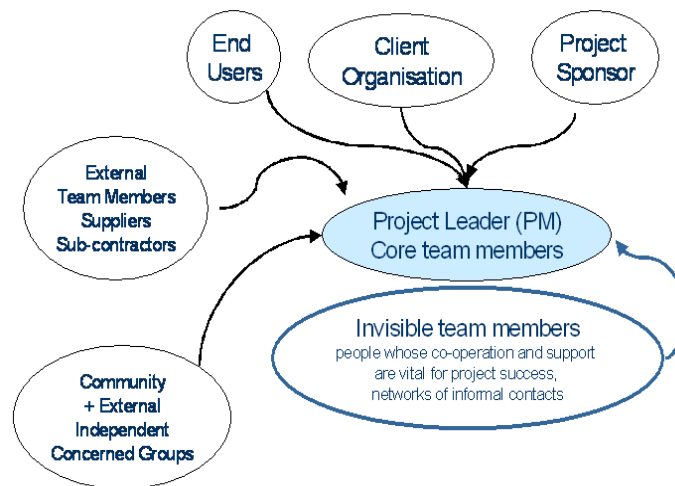 End
Users
Client
Organisation
Project
Sponsor
External
Team Members
Suppliers
Sub-contractors
Project Leader (PM)
Core team members
Invisible team members
people whose co-operation and support
are vital for project success,
networks of informal contacts
Community
+ External
Independent
Concerned Groups